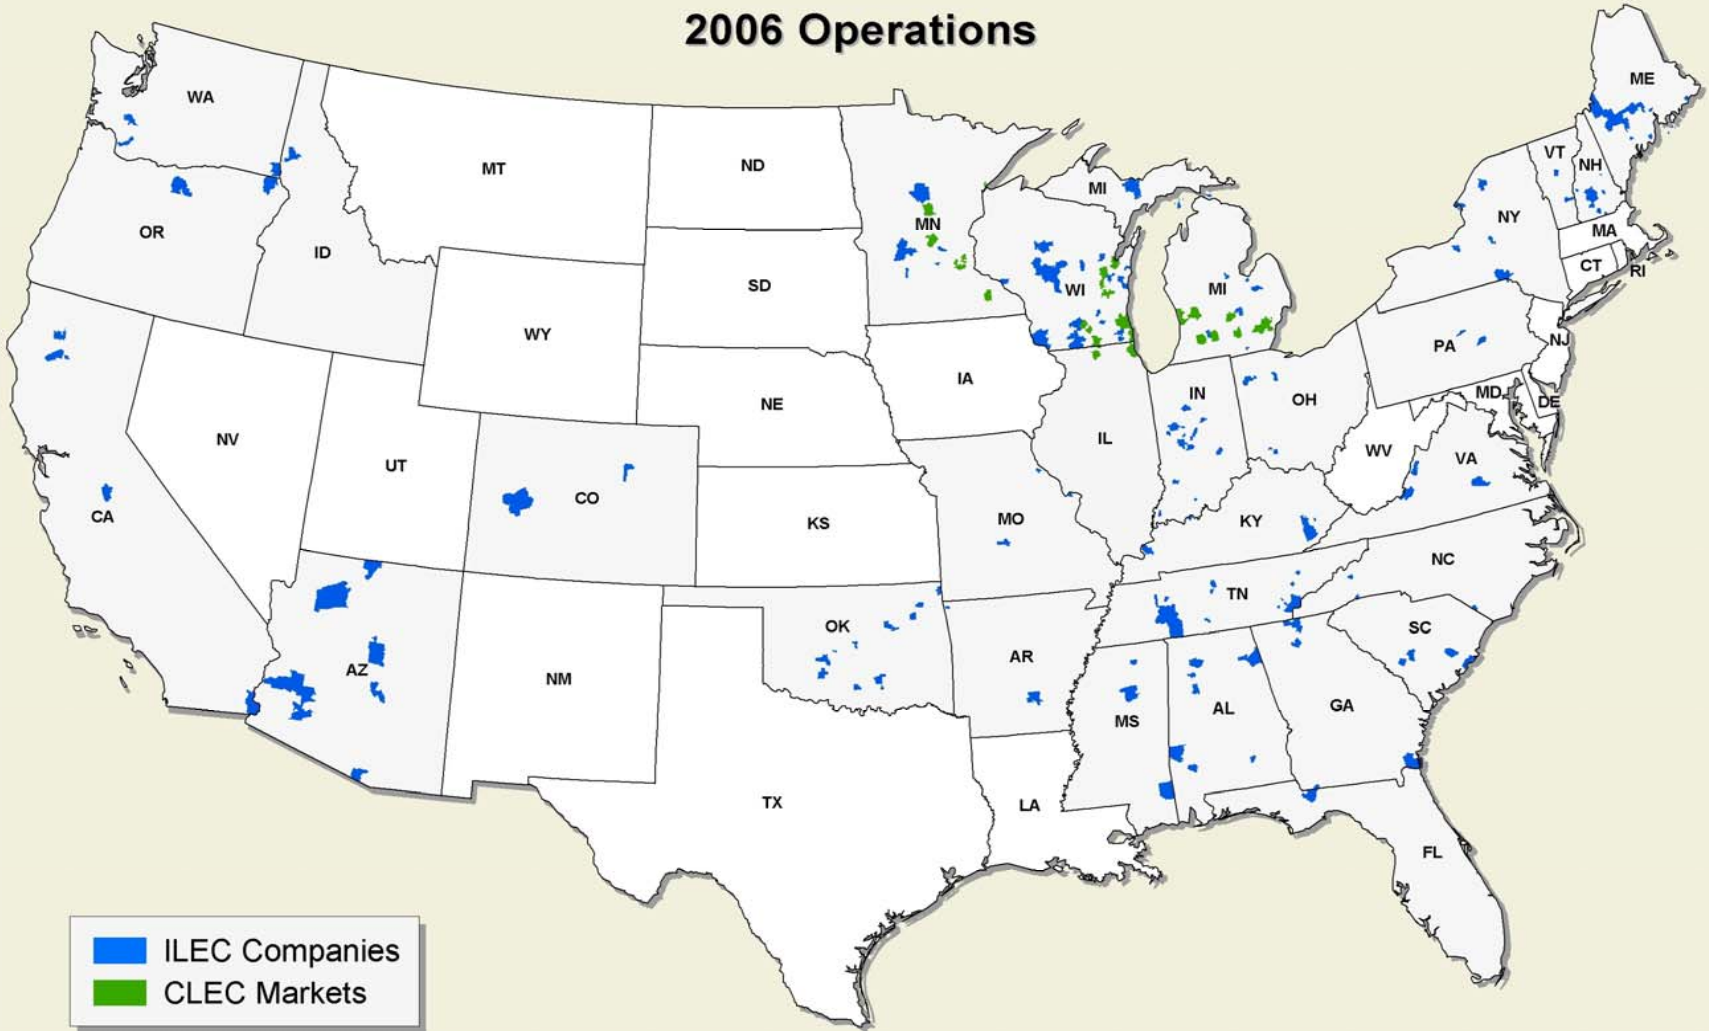 2006 Operations
WA
MT
ND
MN
MI
ME
VT
NH
NY
MA
CT
RI
OR
ID
SD
WI
MI
WY
NE
IA
IL
IN
OH
PA
NJ
MD
DE
WV
VA
NV
UT
CO
KS
MO
KY
CA
AZ
NM
OK
AR
TN
NC
SC
MS
AL
GA
TX
LA
FL
ILEC Companies
CLEC Markets